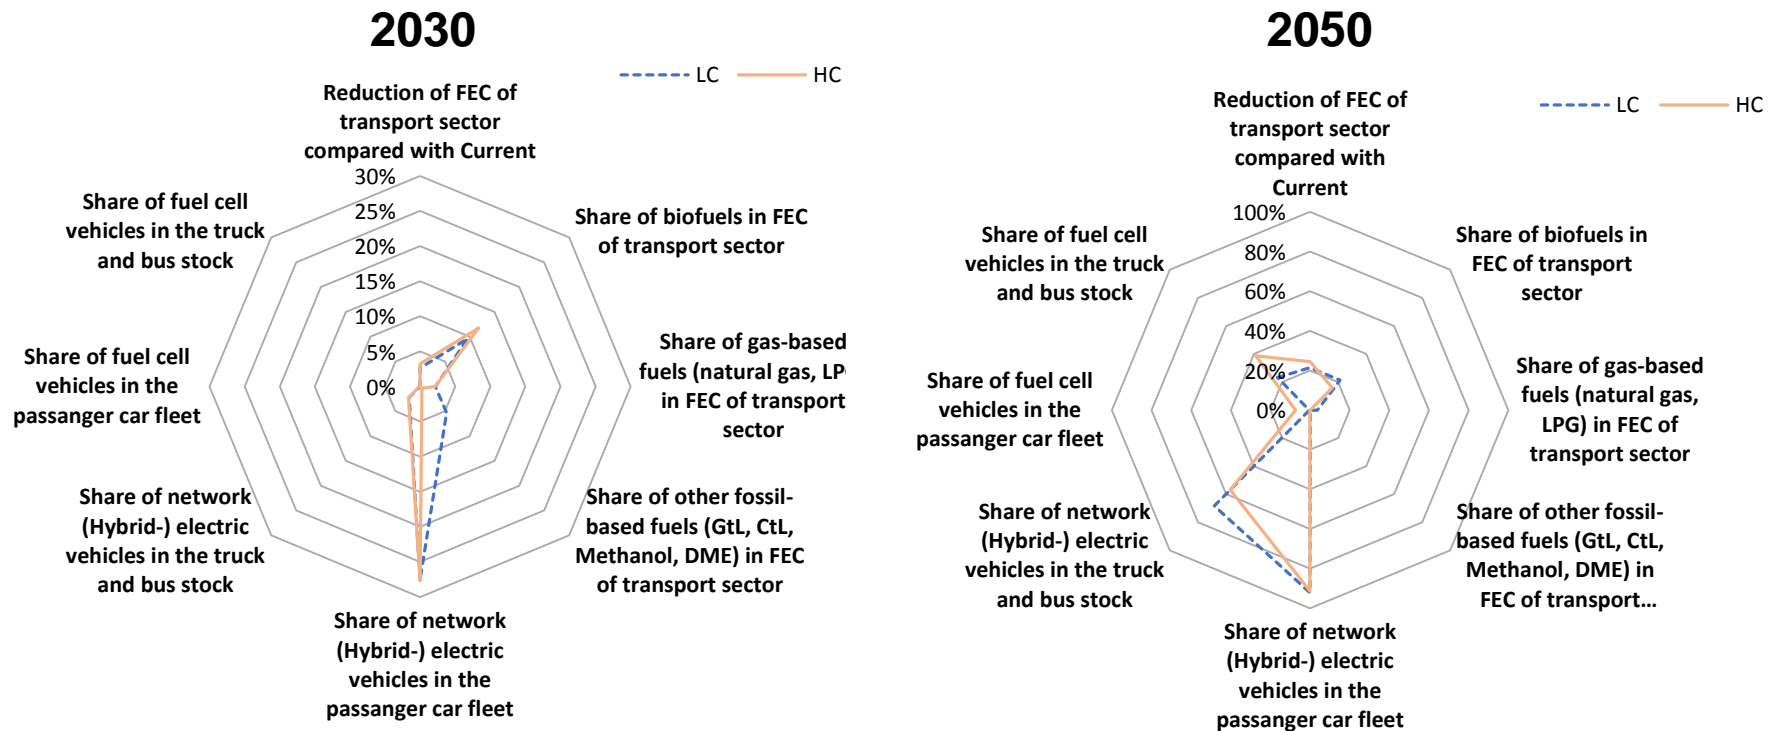 2030
LC
HC
Reduction of FEC of
transport sector
compared with Current
30%
25%
20%
15%
10%
5%
0%
Share of biofuels in FEC
of transport sector
Share of gas-based
fuels (natural gas, LP
in FEC of transport
sector
Share of other fossil-
based fuels (GtL, CtL,
Methanol, DME) in FEC
of transport sector
Share of network
(Hybrid-) electric
vehicles in the
passanger car fleet
Share of network
(Hybrid-) electric
vehicles in the truck
and bus stock
Share of fuel cell
vehicles in the
passanger car fleet
Share of fuel cell
vehicles in the truck
and bus stock
2050
LC
HC
Reduction of FEC of
transport sector
compared with
Current
100%
80%
60%
40%
20%
0%
Share of biofuels in
FEC of transport
sector
Share of gas-based
fuels (natural gas,
LPG) in FEC of
transport sector
Share of other fossil-
based fuels (GtL, CtL,
Methanol, DME) in
FEC of transport...
Share of network
(Hybrid-) electric
vehicles in the
passanger car fleet
Share of network
(Hybrid-) electric
vehicles in the truck
and bus stock
Share of fuel cell
vehicles in the
passanger car fleet
Share of fuel cell
vehicles in the truck
and bus stock